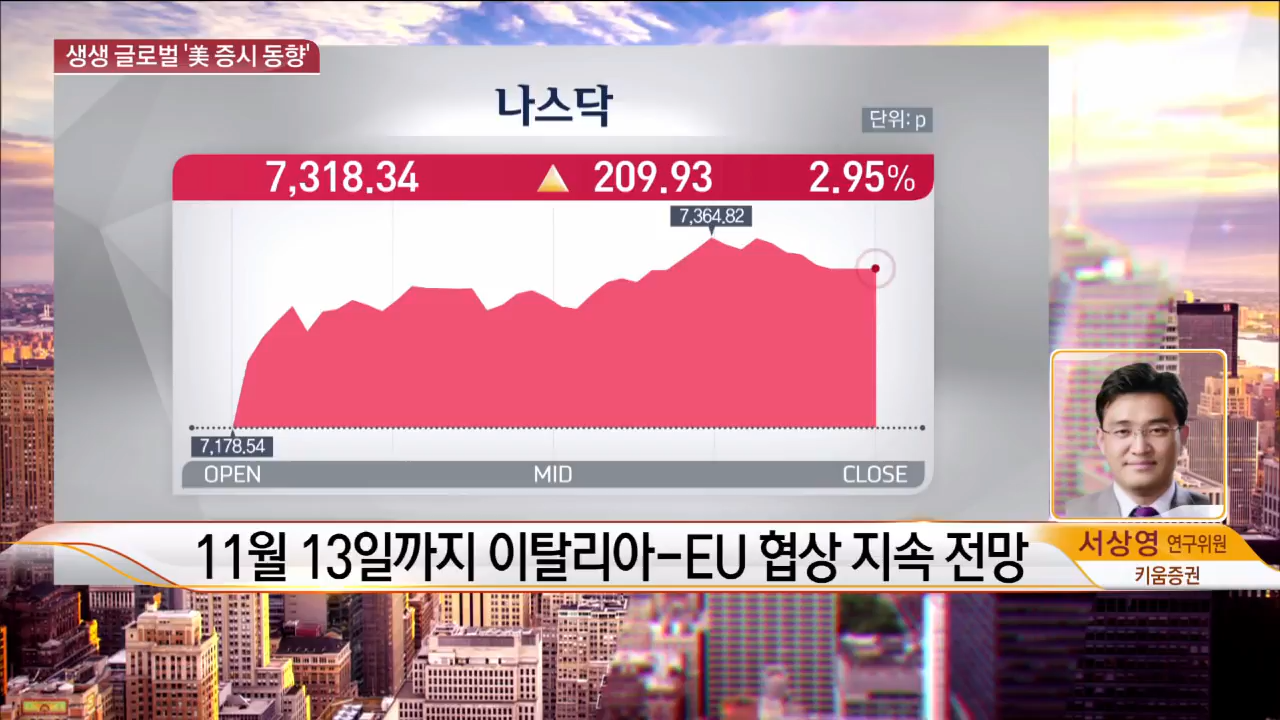 생생 글로벌 '美 증시 동향'
나스닥
단위: p
7,318.34 ▲ 209.93 2.95%
7,364.82
7,178.54
OPEN MID CLOSE
11월 13일까지 이탈리아-EU 협상 지속 전망
서상영 연구위원
키움증권